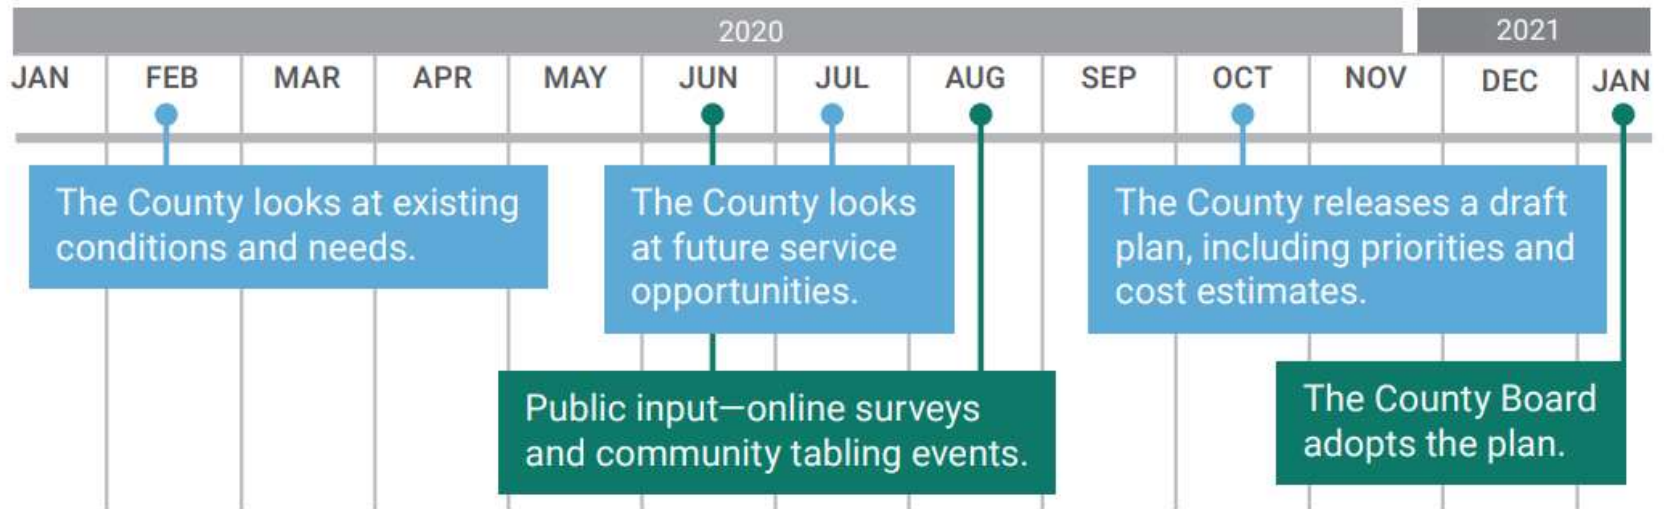 2020
2021
JAN FEB MAR APR MAY JUN JUL AUG SEP OCT NOV DEC JAN
The County looks at existing
conditions and needs.
The County looks
at future service
opportunities.
The County releases a draft
plan, including priorities and
cost estimates.
Public input—online surveys
and community tabling events.
The County Board
adopts the plan.